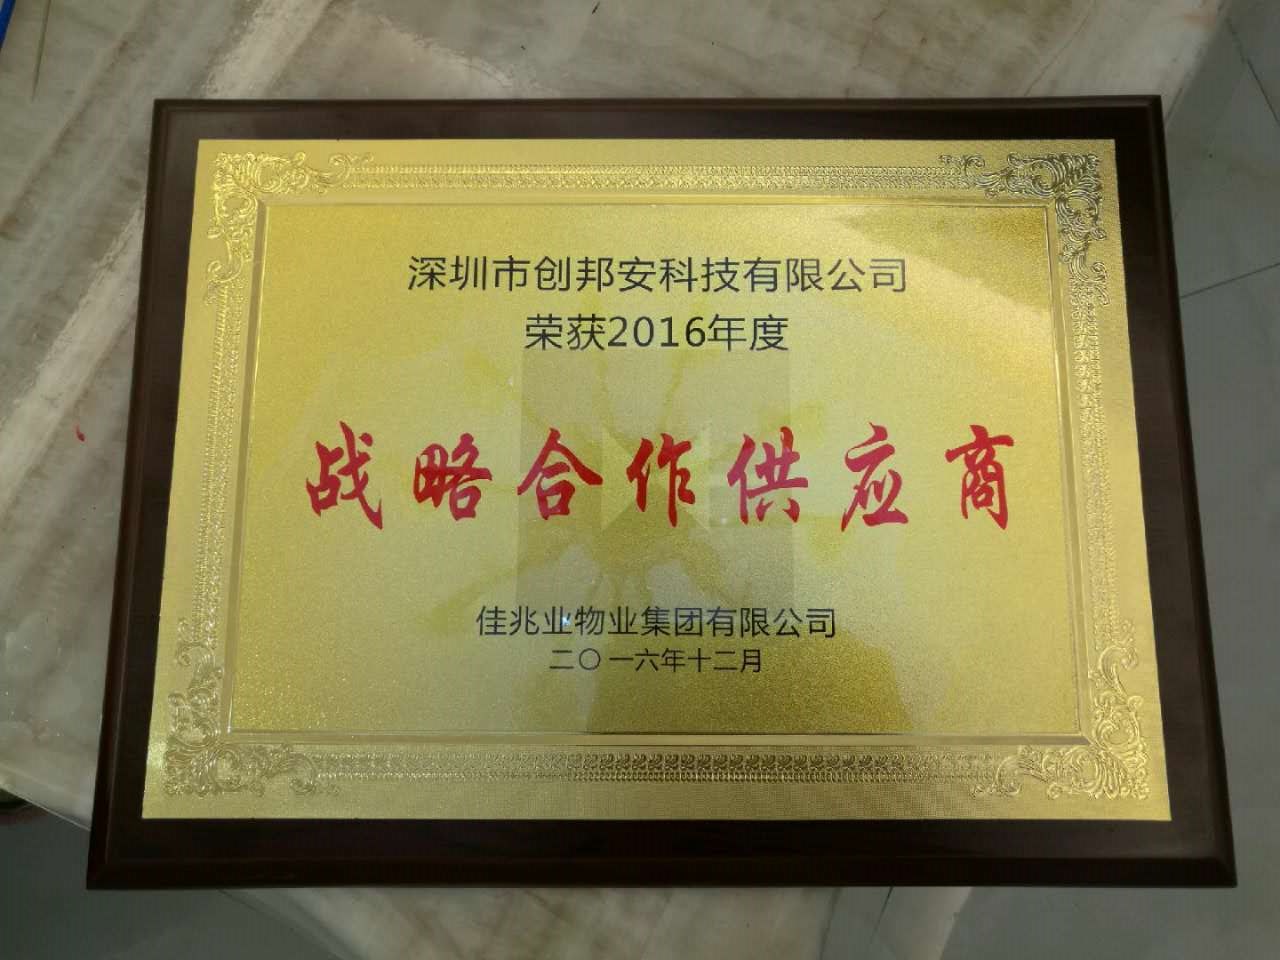 深圳市创邦安科技有限公司
荣获2016年度
战略合作供应商
佳兆业物业集团有限公司
二〇一六年十二月